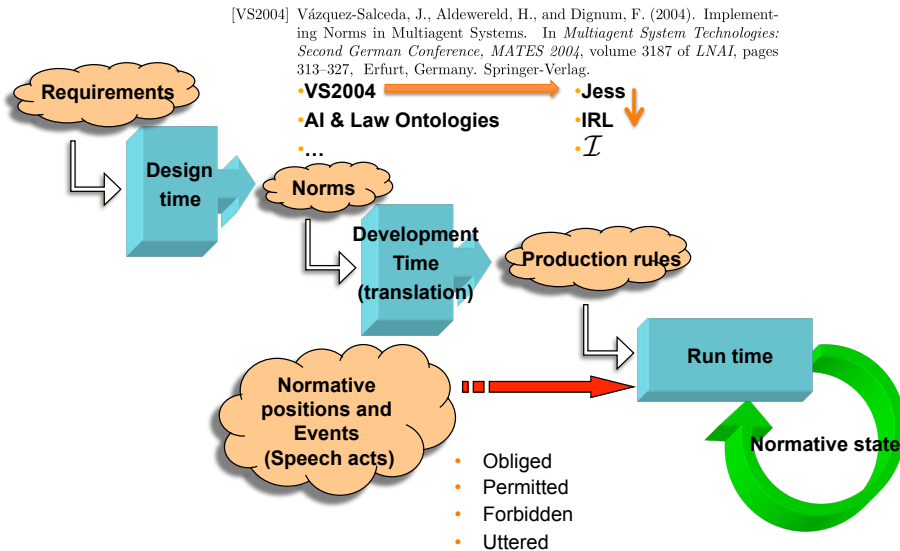 [VS2004] Vázquez-Salceda, J., Aldewereld, H., and Dignum, F. (2004). Implement-
ing Norms in Multiagent Systems. In Multiagent System Technologies:
Second German Conference, MATES 2004, volume 3187 of LNAI, pages
313–327, Erfurt, Germany. Springer-Verlag.
Requirements
•VS2004
•AI & Law Ontologies
•...
•Jess
•IRL
•ℐ
Design
time
Norms
Development
Time
(translation)
Production rules
Run time
Normative
positions and
Events
(Speech acts)
Normative state
• Obliged
• Permitted
• Forbidden
• Uttered